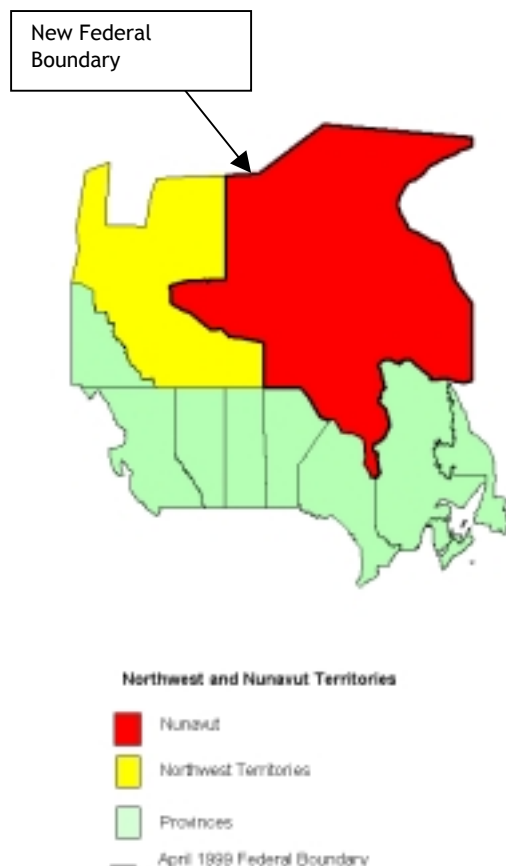 New Federal
Boundary
Northwest and Nunavut Territories
Nunavut
Northwest Territories
Provinces
April 1999 Federal Boundary